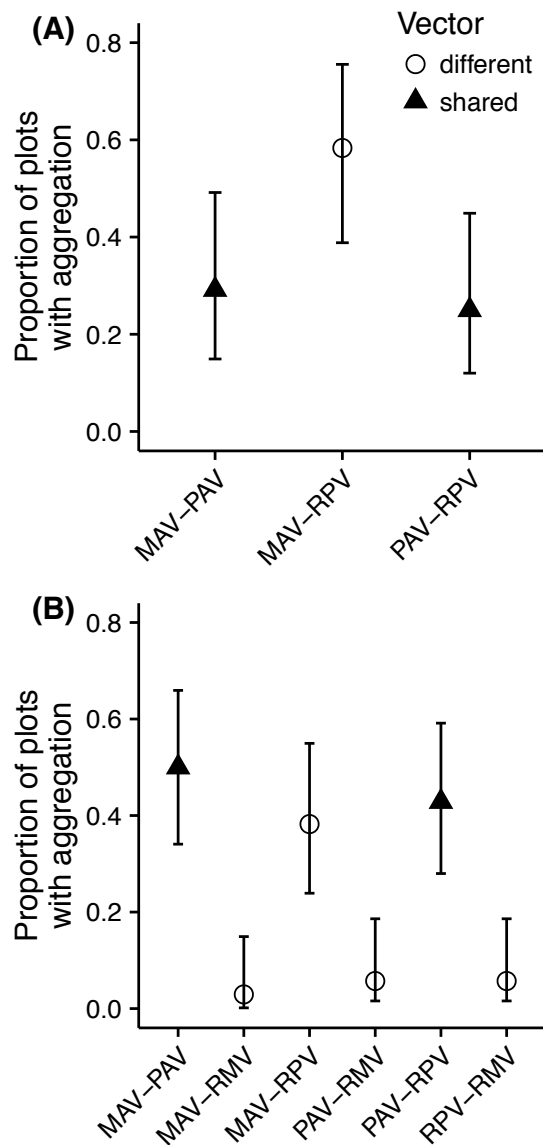 (A)
Vector
different
shared
Proportion of plots
with aggregation
0.8
0.6
0.4
0.2
0.0
MAV–PAV
MAV–RPV
PAV–RPV
(B)
Proportion of plots
with aggregation
0.8
0.6
0.4
0.2
0.0
MAV–PAV
MAV–RMV
MAV–RPV
PAV–RMV
PAV–RPV
RPV–RMV